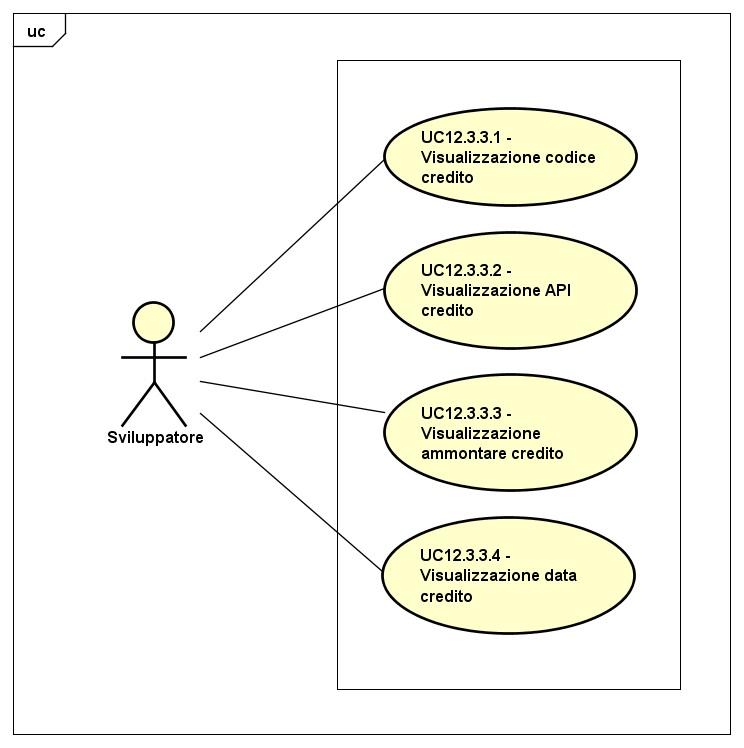 uc
UC12.3.3.1 -
Visualizzazione codice
credito
UC12.3.3.2 -
Visualizzazione API
credito
UC12.3.3.3 -
Visualizzazione
ammontare credito
Sviluppatore
UC12.3.3.4 -
Visualizzazione data
credito